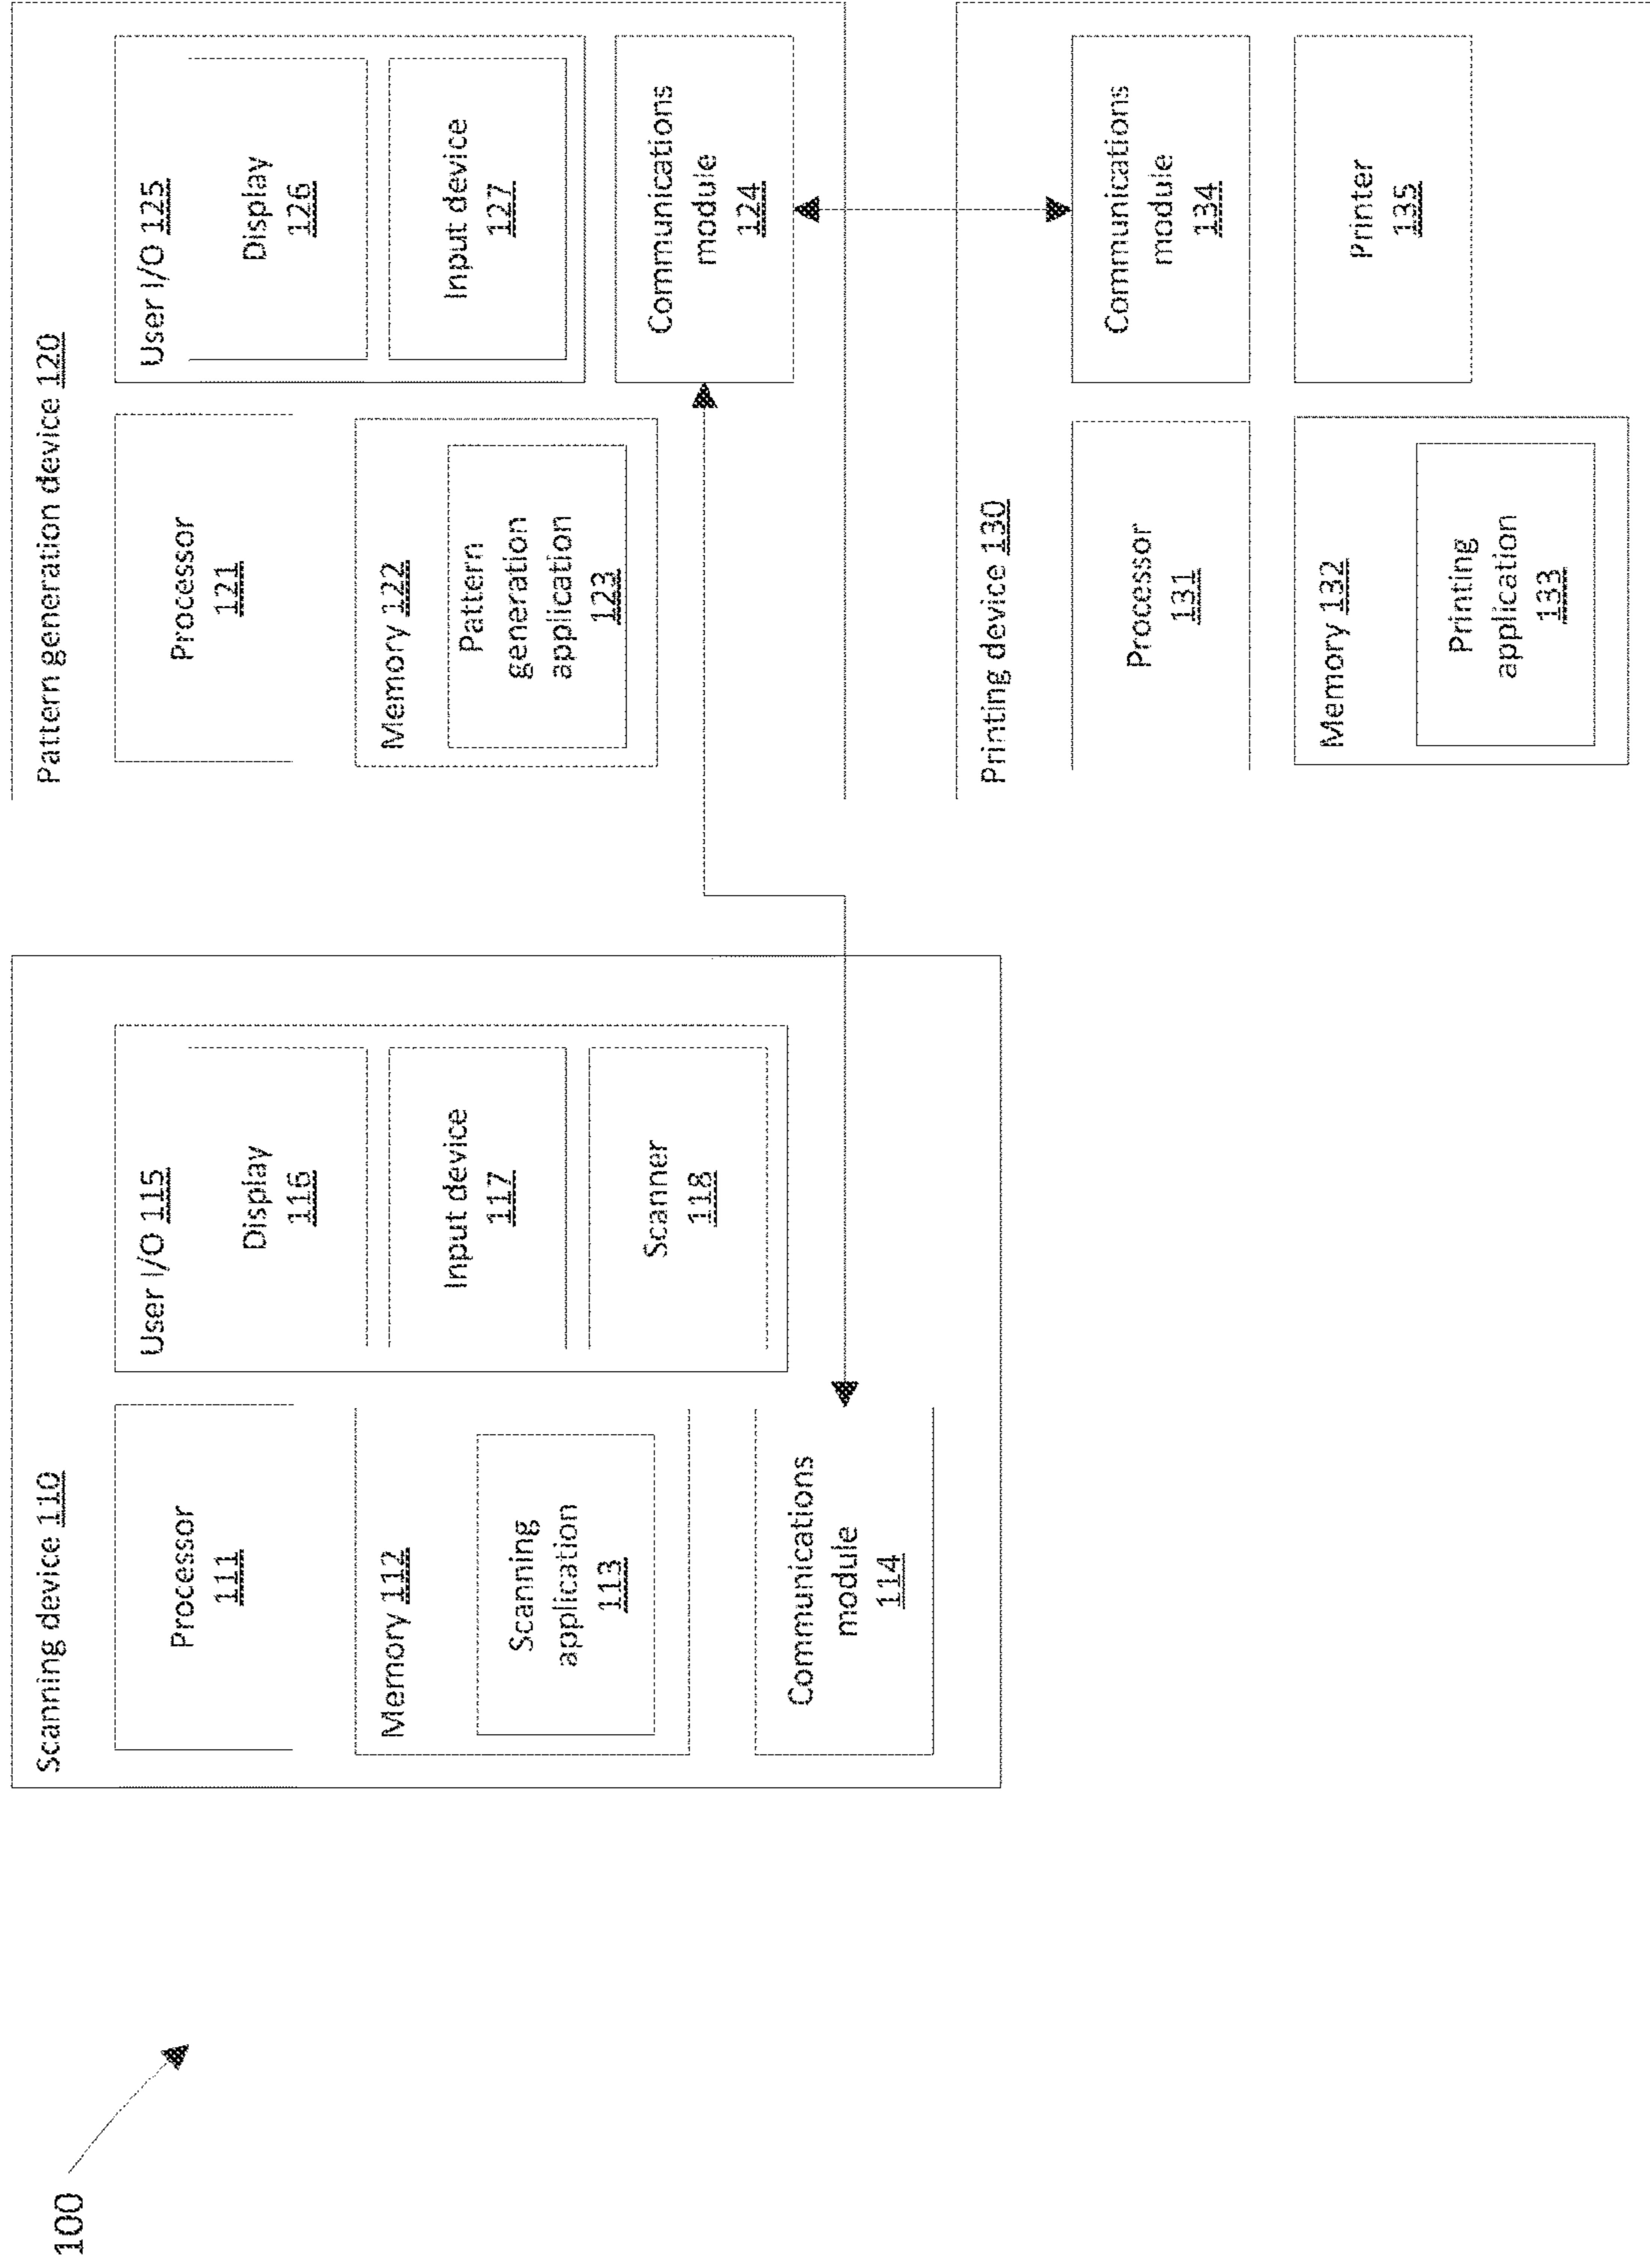 100
Scanning device 110
Processor
111
Memory 112
Scanning
application
113
Communications
module
114
User I/O 115
Display
116
Input device
117
Scanner
118
Pattern generation device 120
Processor
121
Memory 122
Pattern
generation
application
123
User I/O 125
Display
126
Input device
127
Communications
module
124
Printing device 130
Processor
131
Memory 132
Printing
application
133
Communications
module
134
Printer
135